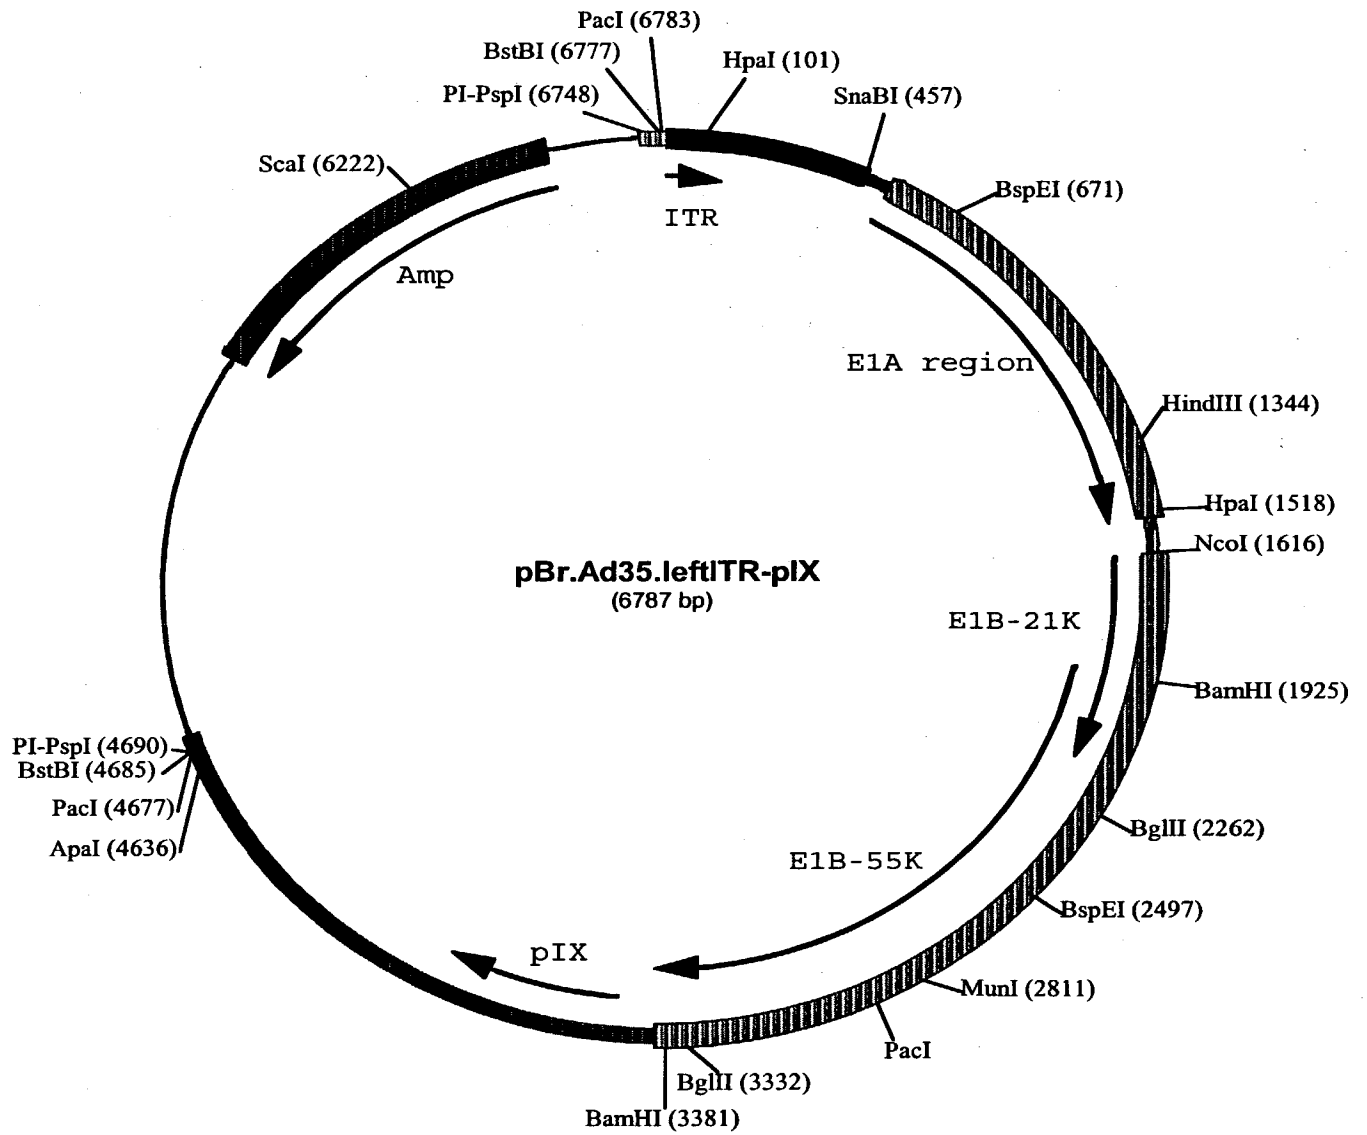 PacI (6783)
BstBI (6777)
HpaI (101)
PI-PspI (6748)
SnaBI (457)
ScaI (6222)
BspEI (671)
ITR
Amp
E1A region
HindIII (1344)
HpaI (1518)
NcoI (1616)
pBr.Ad35.leftITR-pIX
(6787 bp)
E1B-21K
BamHI (1925)
PI-PspI (4690)
BstBI (4685)
PacI (4677)
BglII (2262)
ApaI (4636)
E1B-55K
BspEI (2497)
pIX
MunI (2811)
PacI
BglII (3332)
BamHI (3381)